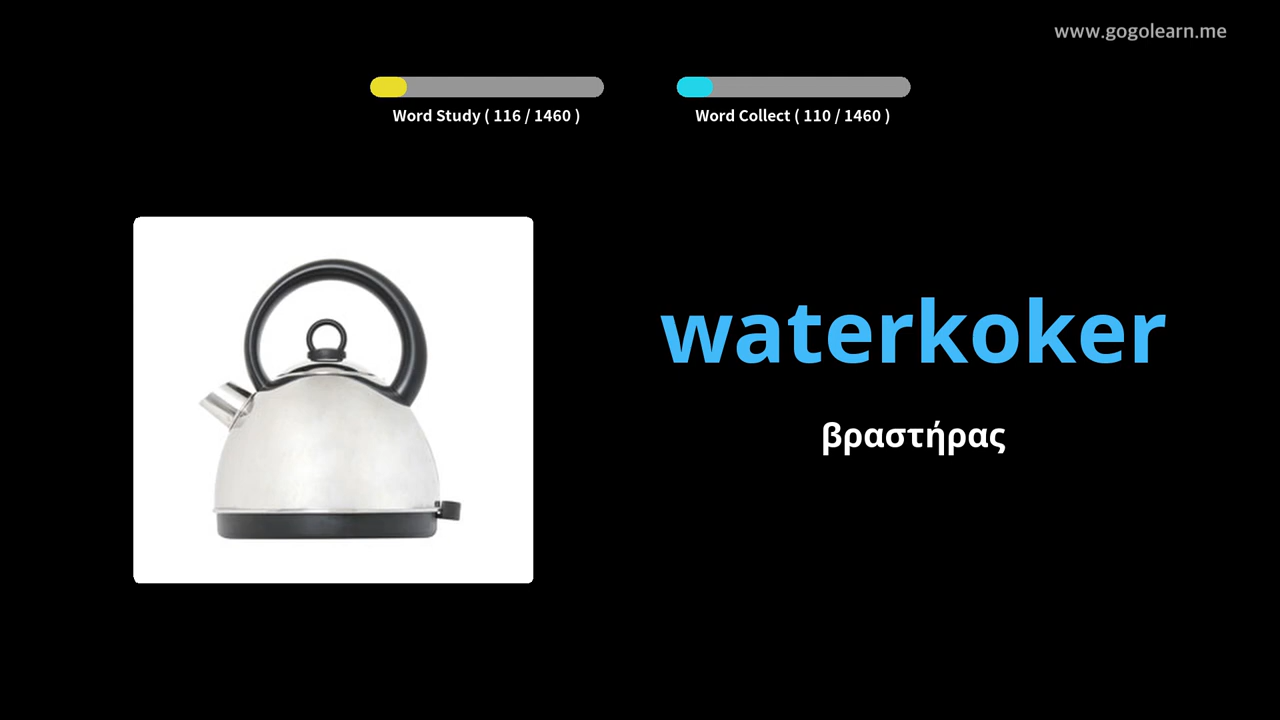 www.gogolearn.me
Word Study ( 116 / 1460 )
Word Collect ( 110 / 1460 )
waterkoker
βραστήρας